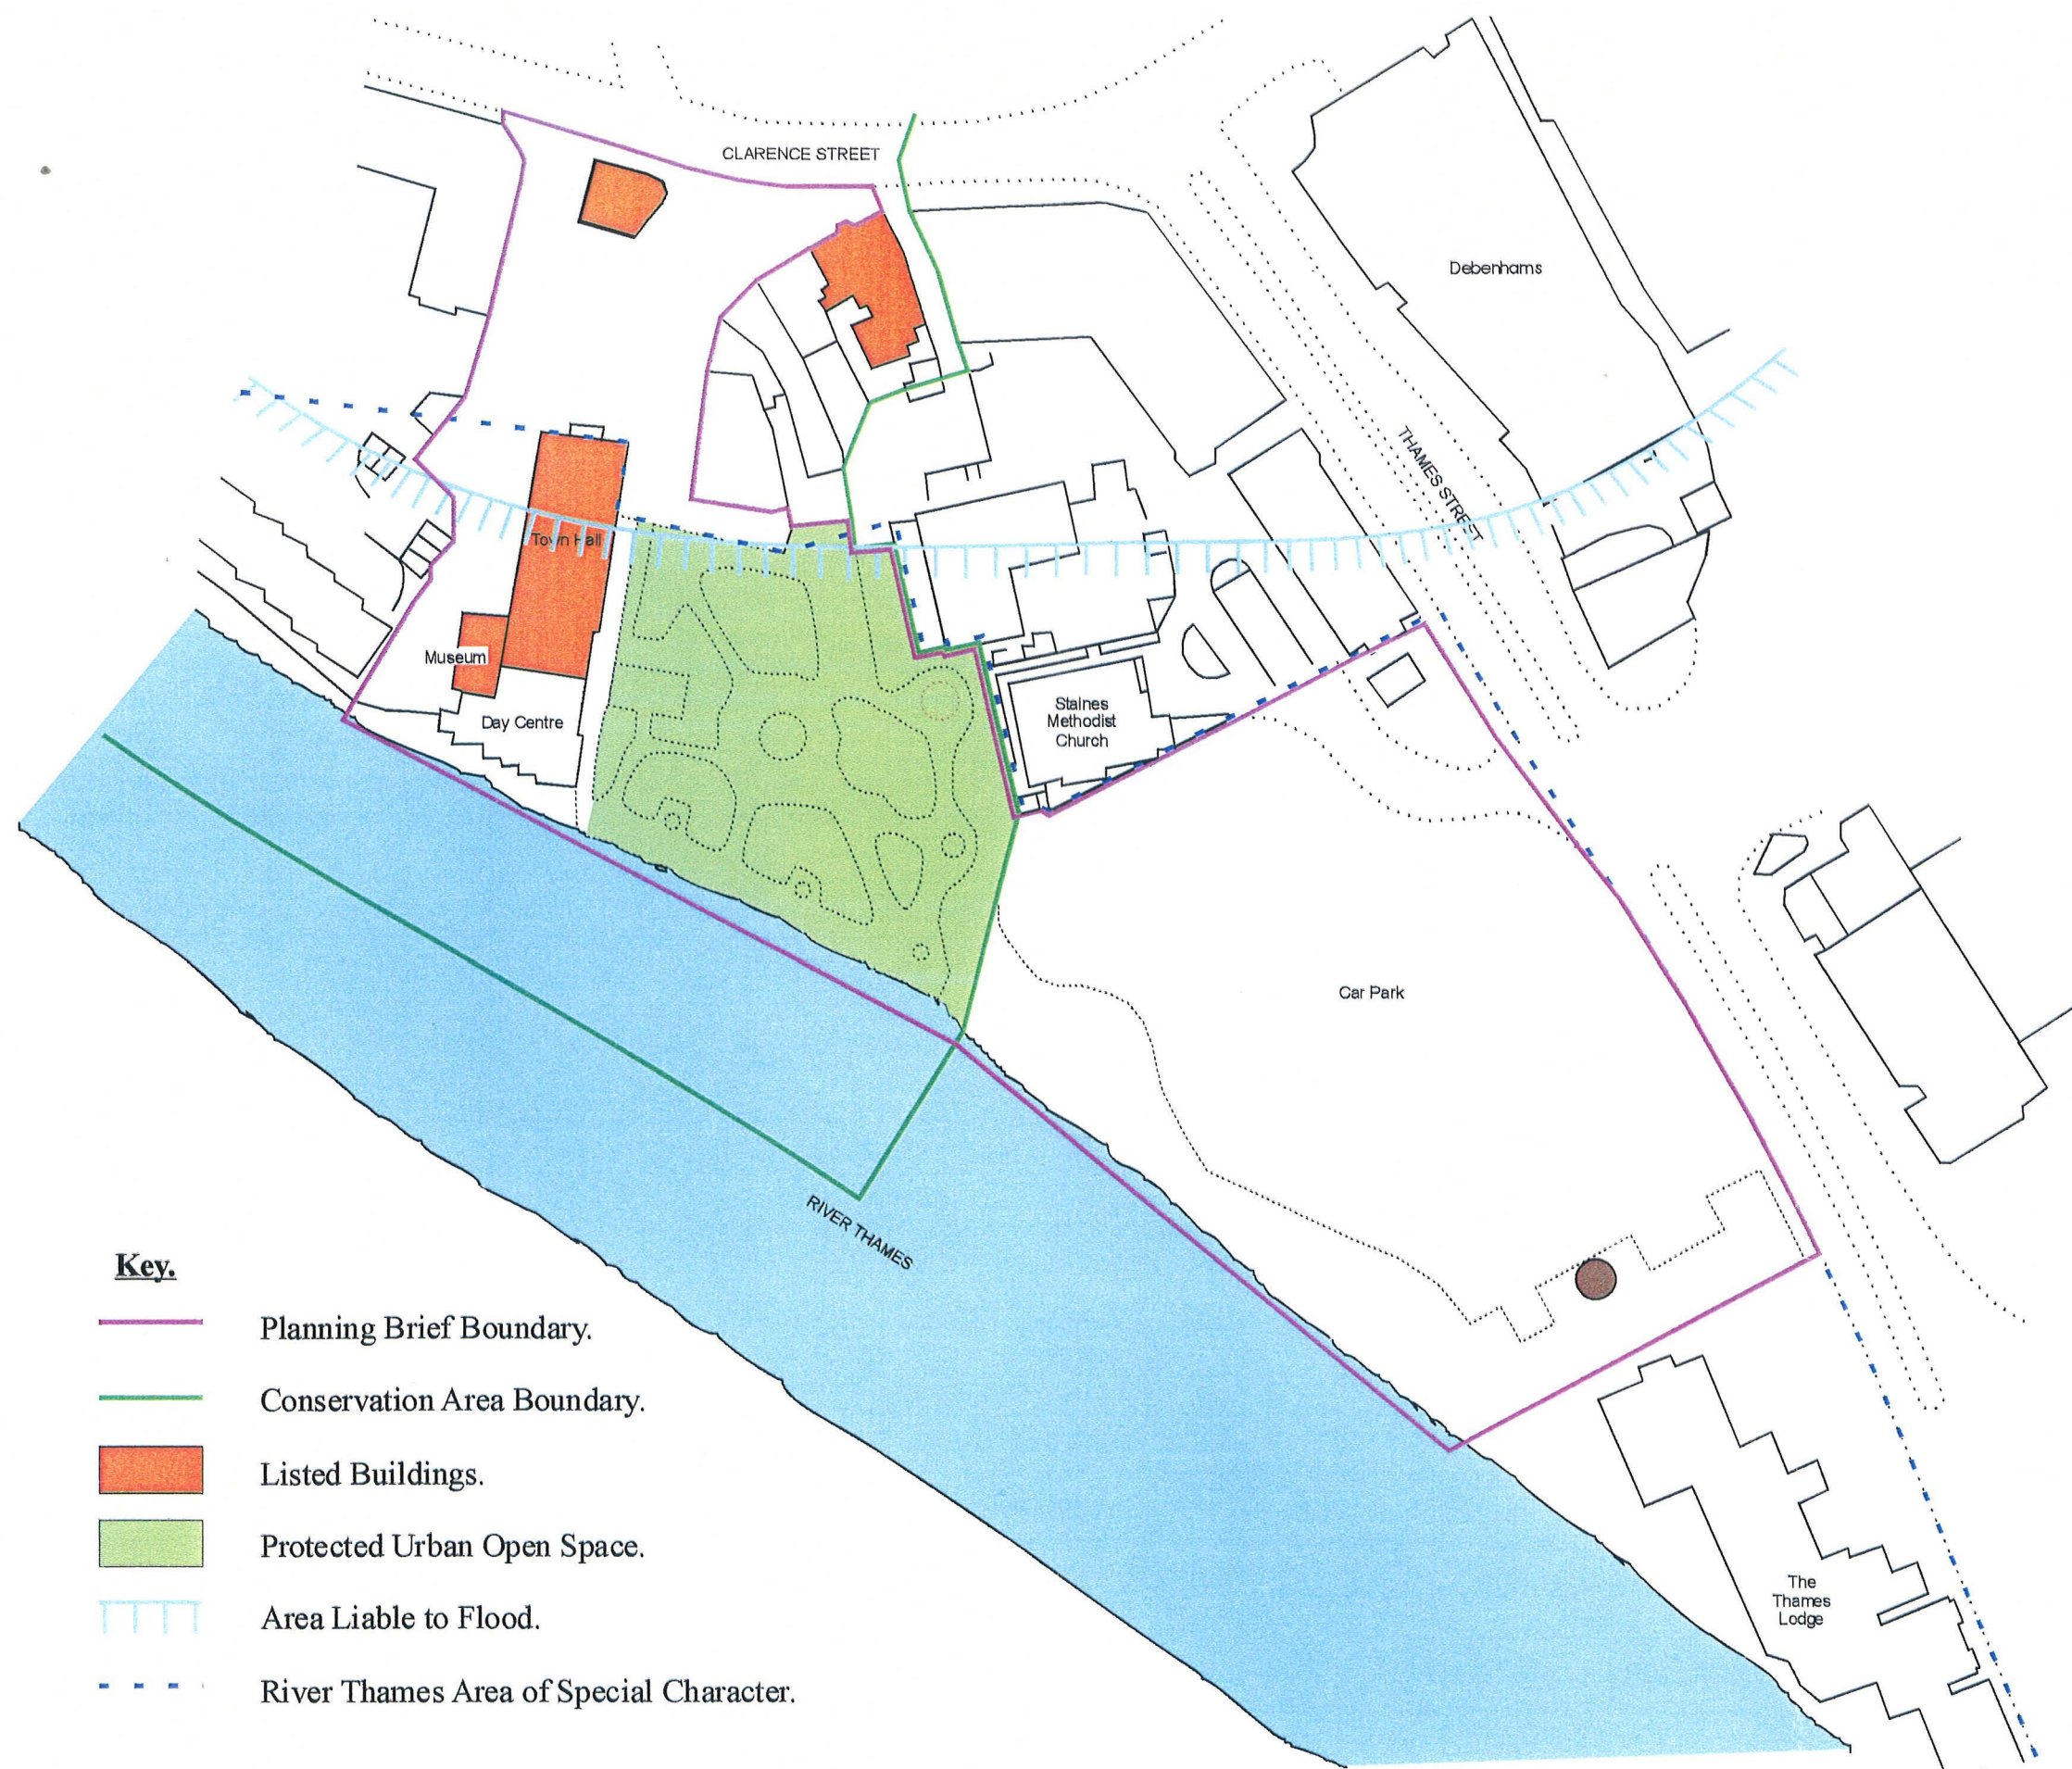 CLARENCE STREET
Debenhams
THAMES STREET
Town Hall
Museum
Day Centre
Staines
Methodist
Church
Car Park
RIVER THAMES
Key.
Planning Brief Boundary.
Conservation Area Boundary.
Listed Buildings.
Protected Urban Open Space.
Area Liable to Flood.
River Thames Area of Special Character.
The
Thames
Lodge